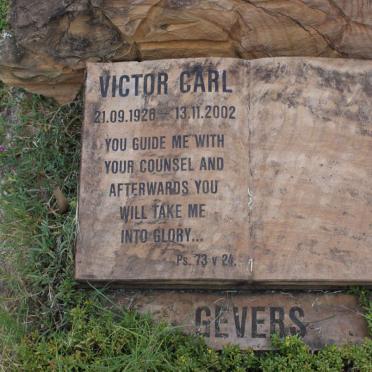 VICTOR CARL
21.09.1926 - 13.11.2002
YOU GUIDE ME WITH
YOUR COUNSEL AND
AFTERWARDS YOU
WILL TAKE ME
INTO GLORY...
Ps. 73 v 24.
GEVERS